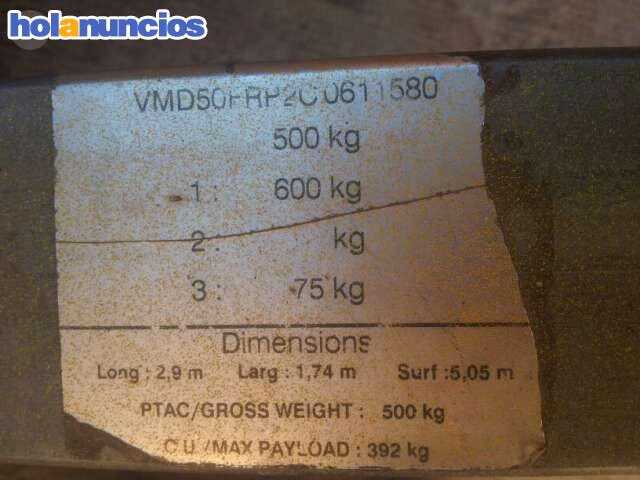 holanuncios
VMD50FRP2C0611580
500 kg
1 : 600 kg
2 : kg
3 : 75 kg
Dimensions
Long : 2,9 m Larg : 1,74 m Surf : 5,05 m
PTAC/GROSS WEIGHT : 500 kg
C.U./MAX PAYLOAD : 392 kg